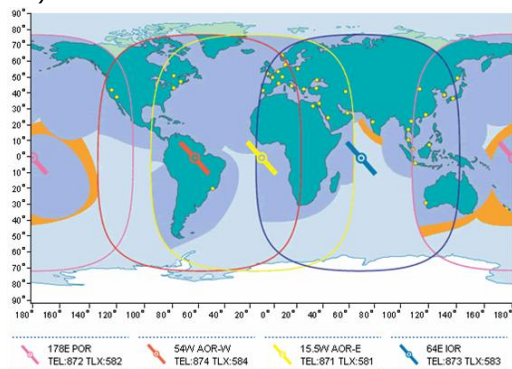 90°
80°
70°
60°
50°
40°
30°
20°
10°
0°
10°
20°
30°
40°
50°
60°
70°
80°
90°
180° 160° 140° 120° 100° 80° 60° 40° 20° 0° 20° 40° 60° 80° 100° 120° 140° 160° 180°
178E POR
TEL:872 TLX:582
54W AOR-W
TEL:874 TLX:584
15.5W AOR-E
TEL:871 TLX:581
64E IOR
TEL:873 TLX:583